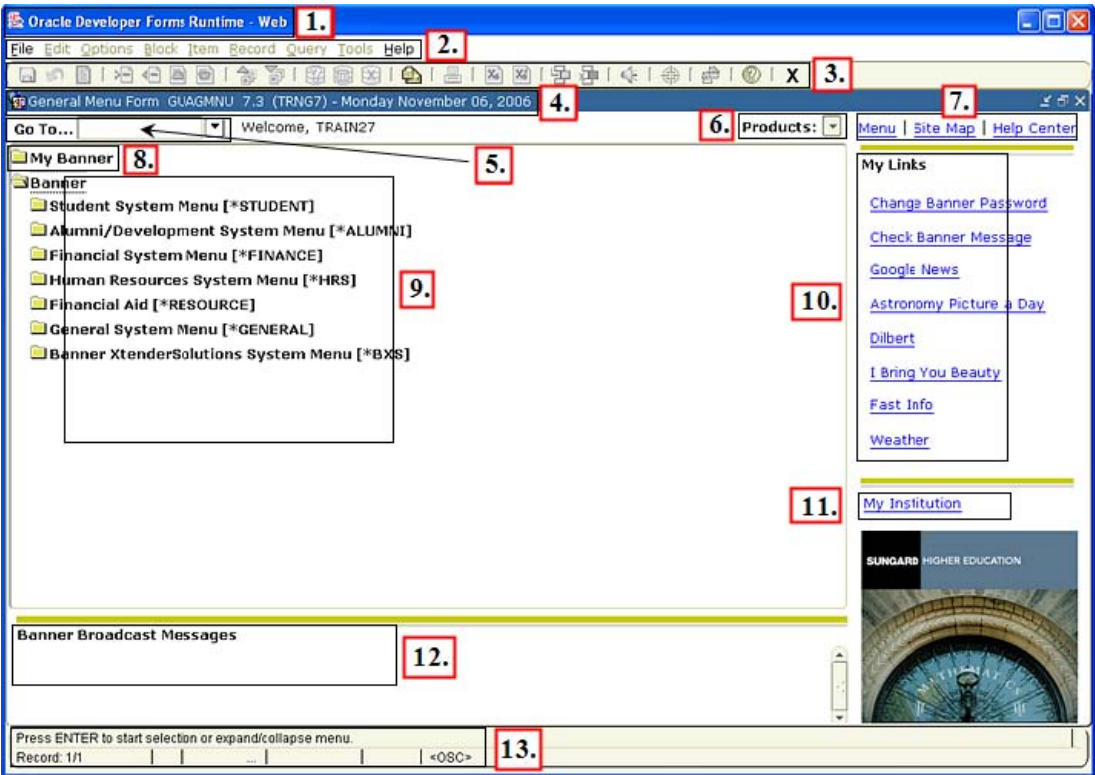 Oracle Developer Forms Runtime - Web 1.
File Edit Options Block Item Record Query Tools Help 2.
X 3.
General Menu Form GUAGMNU 7.3 (TRNG7) - Monday November 06, 2006 4.
7.
Go To... Welcome, TRAIN27 6. Products:
Menu | Site Map | Help Center
My Banner 8.
5.
My Links
Banner
Student System Menu [*STUDENT]
Alumni/Development System Menu [*ALUMNI]
Financial System Menu [*FINANCE]
Human Resources System Menu [*HRS]
Financial Aid [*RESOURCE]
General System Menu [*GENERAL]
Banner XtenderSolutions System Menu [*BXS]
9.
10.
Change Banner Password
Check Banner Message
Google News
Astronomy Picture a Day
Dilbert
I Bring You Beauty
Fast Info
Weather
11.
My Institution
SUNGARD HIGHER EDUCATION
Banner Broadcast Messages
12.
Press ENTER to start selection or expand/collapse menu.
Record: 1/1 ... <OSC>
13.